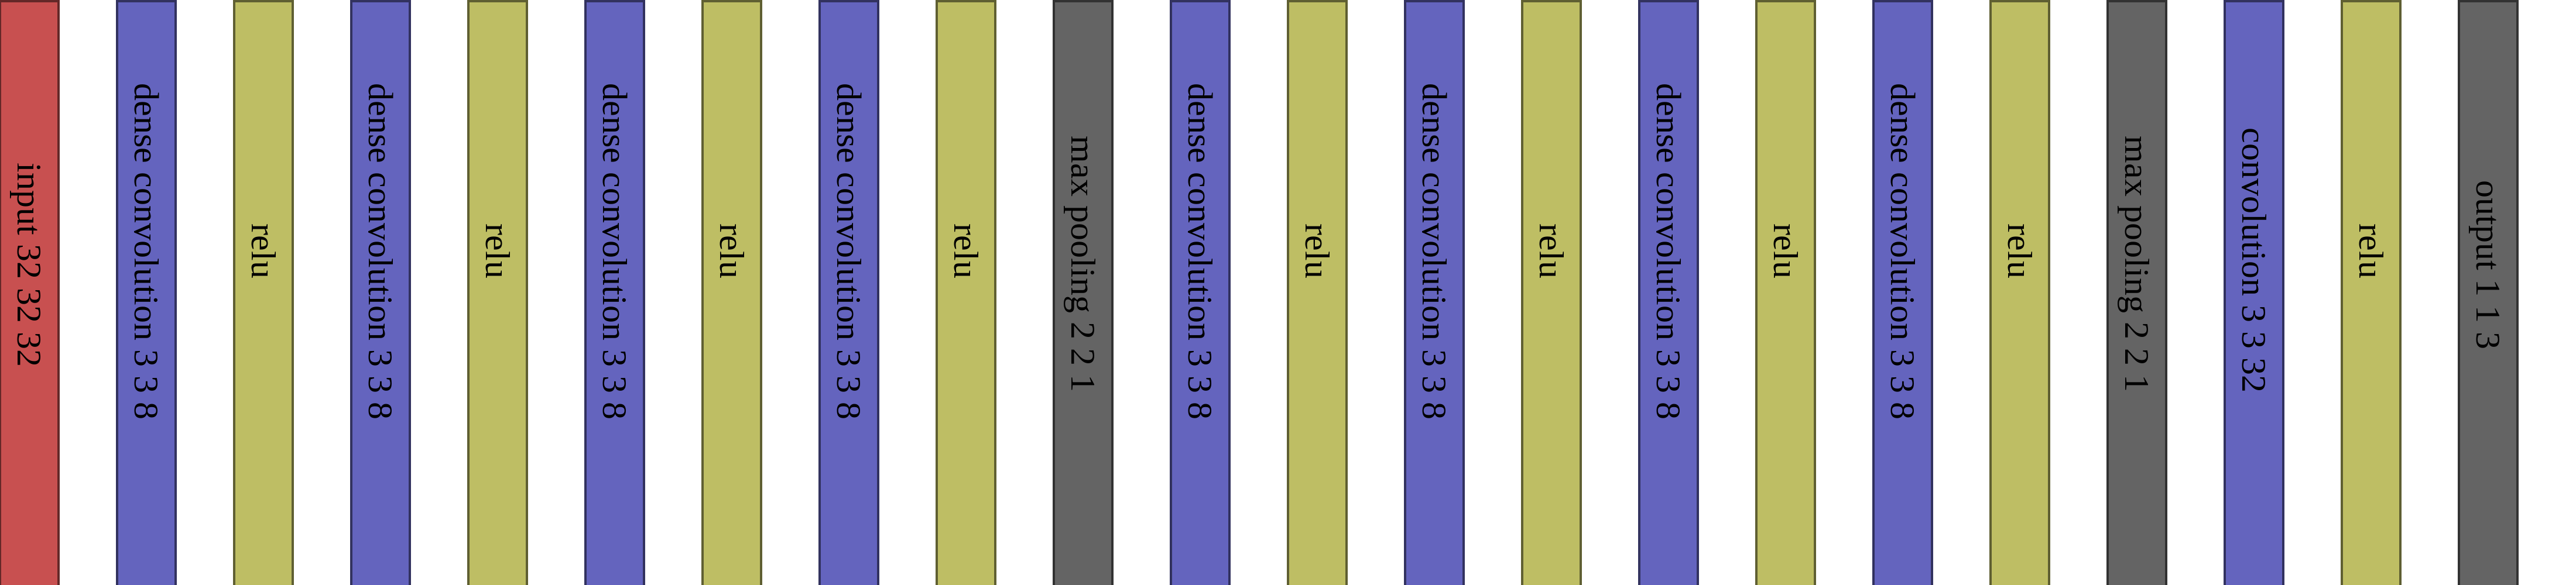 input 32 32 32
dense convolution 3 3 8
relu
dense convolution 3 3 8
relu
dense convolution 3 3 8
relu
dense convolution 3 3 8
relu
max pooling 2 2 1
dense convolution 3 3 8
relu
dense convolution 3 3 8
relu
dense convolution 3 3 8
relu
dense convolution 3 3 8
relu
max pooling 2 2 1
convolution 3 3 32
relu
output 1 1 3